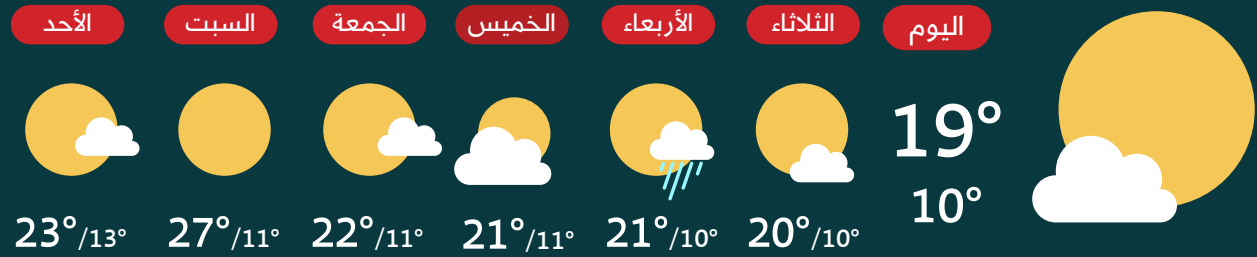 اليوم
19°
10°
الثلاثاء
20°/10°
الأربعاء
21°/10°
الخميس
21°/11°
الجمعة
22°/11°
السبت
27°/11°
الأحد
23°/13°